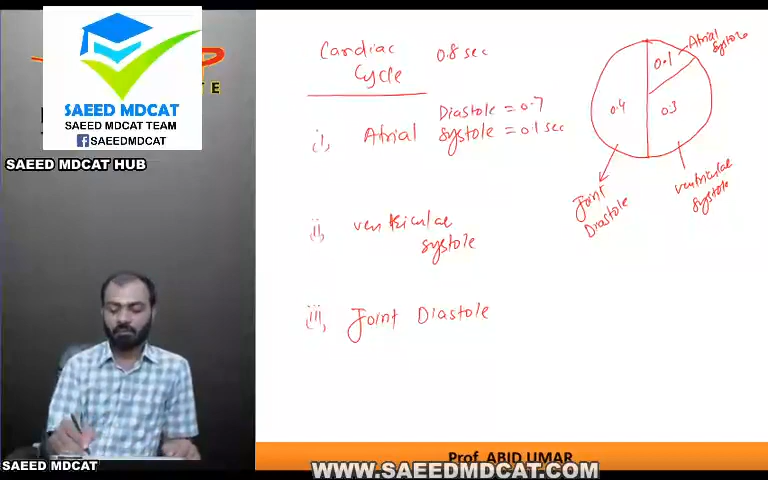 SAEED MDCAT
SAEED MDCAT TEAM
SAEEDMDCAT
SAEED MDCAT HUB
Cardiac
Cycle
0.8 sec
Diastole = 0.7
i, Atrial systole = 0.1 sec
ii, ventricular
systole
iii, Joint Diastole
0.1
Atrial
systole
0.4
0.3
Joint
Diastole
ventricular
systole
Prof. ABID UMAR
SAEED MDCAT
WWW.SAEEDMDCAT.COM